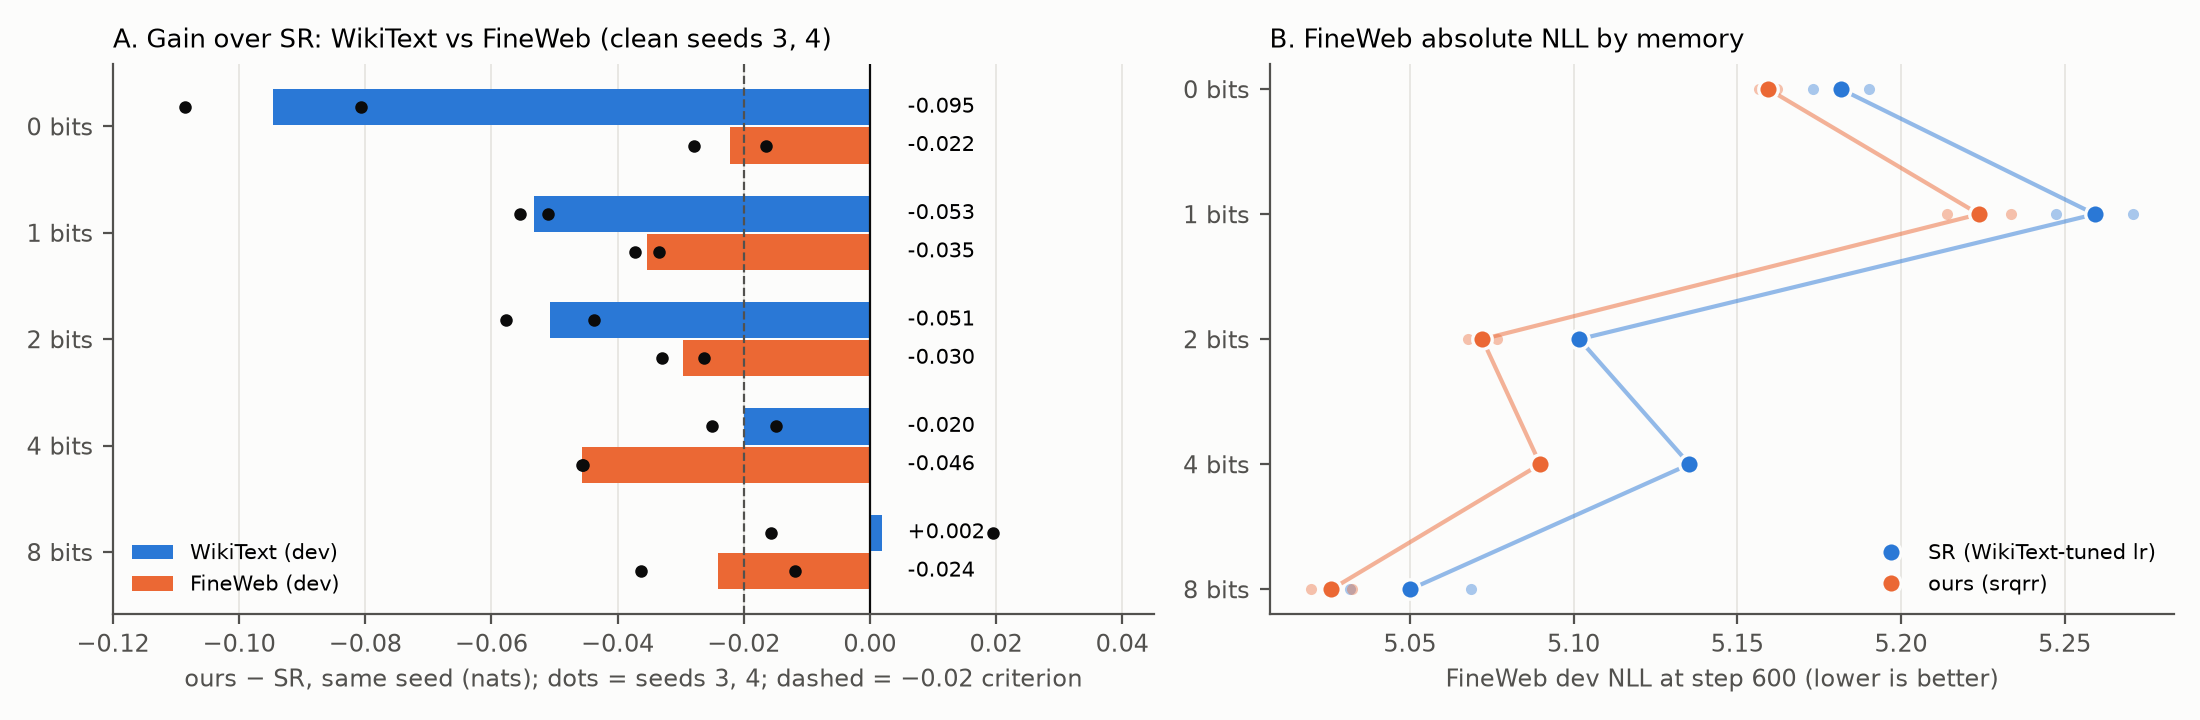 A. Gain over SR: WikiText vs FineWeb (clean seeds 3, 4)
0 bits
-0.095
-0.022
1 bits
-0.053
-0.035
2 bits
-0.051
-0.030
4 bits
-0.020
-0.046
8 bits
+0.002
-0.024
WikiText (dev)
FineWeb (dev)
−0.12 −0.10 −0.08 −0.06 −0.04 −0.02 0.00 0.02 0.04
ours − SR, same seed (nats); dots = seeds 3, 4; dashed = −0.02 criterion
B. FineWeb absolute NLL by memory
0 bits
1 bits
2 bits
4 bits
8 bits
SR (WikiText-tuned lr)
ours (srqrr)
5.05 5.10 5.15 5.20 5.25
FineWeb dev NLL at step 600 (lower is better)